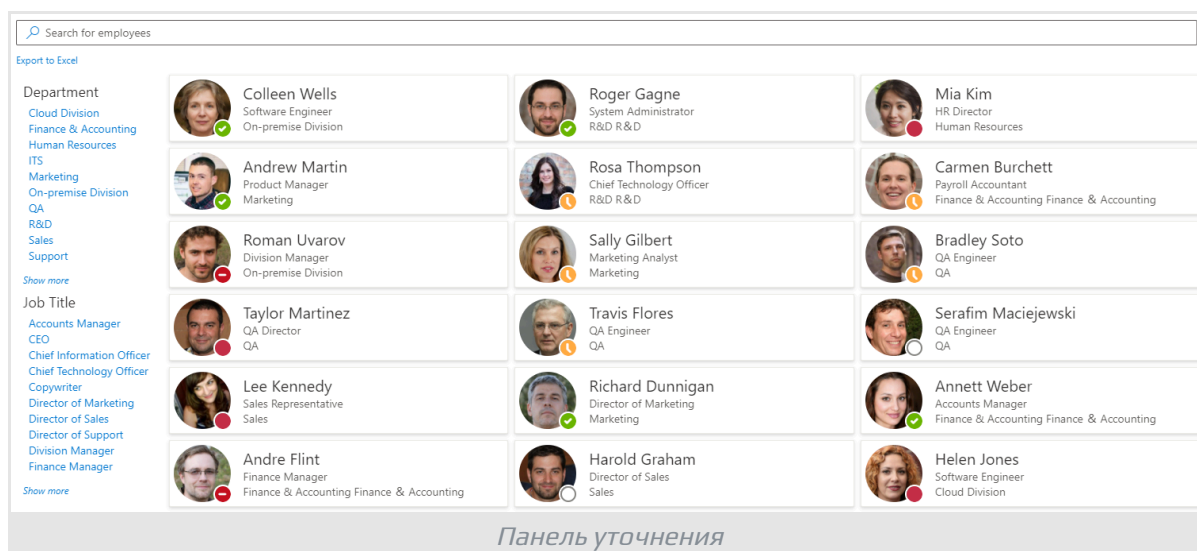 Search for employees
Export to Excel
Department
Cloud Division
Finance & Accounting
Human Resources
ITS
Marketing
On-premise Division
QA
R&D
Sales
Support
Show more
Job Title
Accounts Manager
CEO
Chief Information Officer
Chief Technology Officer
Copywriter
Director of Marketing
Director of Sales
Director of Support
Division Manager
Finance Manager
Show more
Colleen Wells
Software Engineer
On-premise Division
Roger Gagne
System Administrator
R&D R&D
Mia Kim
HR Director
Human Resources
Andrew Martin
Product Manager
Marketing
Rosa Thompson
Chief Technology Officer
R&D R&D
Carmen Burchett
Payroll Accountant
Finance & Accounting Finance & Accounting
Roman Uvarov
Division Manager
On-premise Division
Sally Gilbert
Marketing Analyst
Marketing
Bradley Soto
QA Engineer
QA
Taylor Martinez
QA Director
QA
Travis Flores
QA Engineer
QA
Serafim Maciejewski
QA Engineer
QA
Lee Kennedy
Sales Representative
Sales
Richard Dunnigan
Director of Marketing
Marketing
Annett Weber
Accounts Manager
Finance & Accounting Finance & Accounting
Andre Flint
Finance Manager
Finance & Accounting Finance & Accounting
Harold Graham
Director of Sales
Sales
Helen Jones
Software Engineer
Cloud Division
Панель уточнения